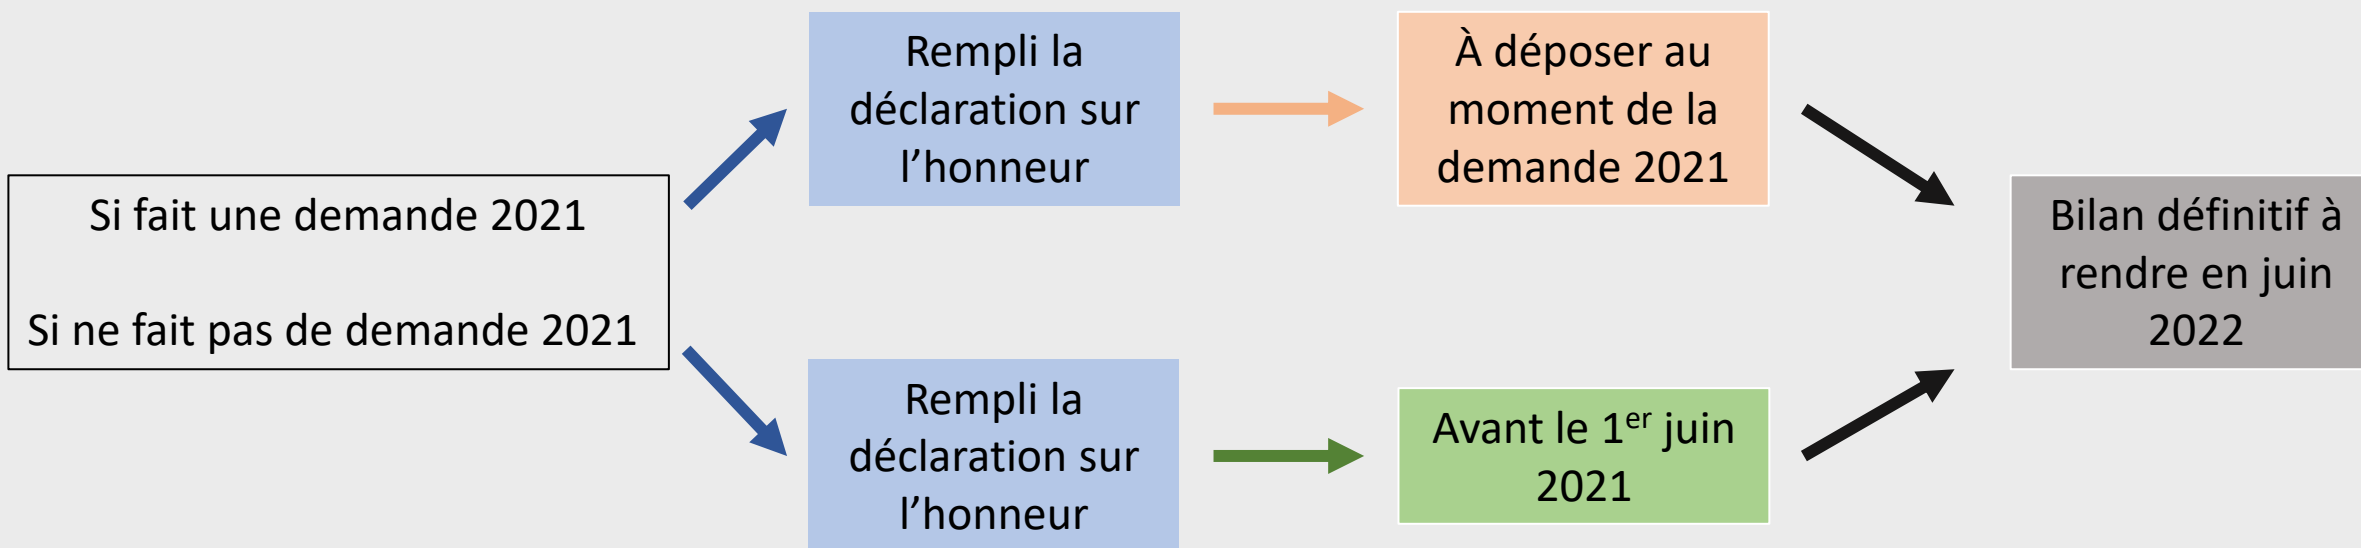 Si fait une demande 2021
Si ne fait pas de demande 2021
Rempli la
déclaration sur
l’honneur
À déposer au
moment de la
demande 2021
Rempli la
déclaration sur
l’honneur
Avant le 1er juin
2021
Bilan définitif à
rendre en juin
2022